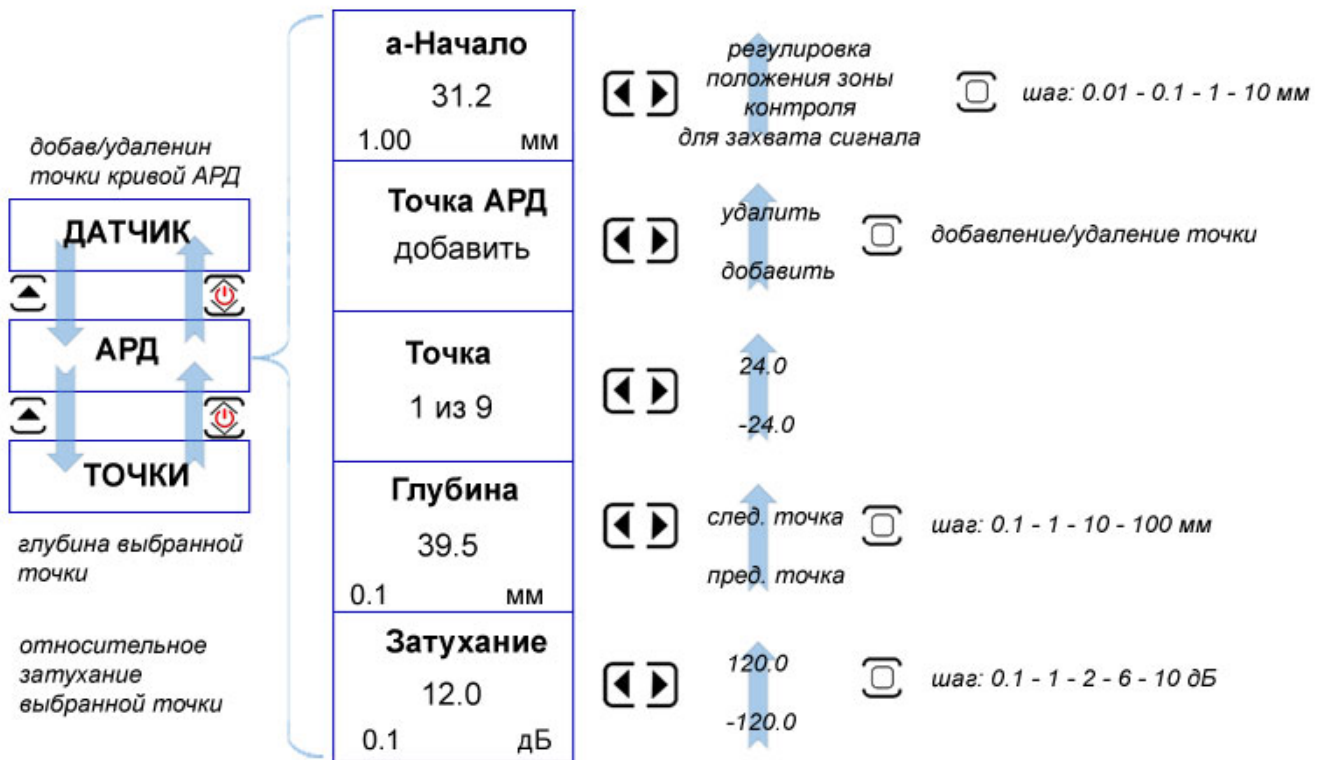 добав/удаленин
точки кривой АРД
ДАТЧИК
АРД
ТОЧКИ
глубина выбранной
точки
относительное
затухание
выбранной точки
а-Начало
31.2
1.00 мм
регулировка
положения зоны
контроля
для захвата сигнала
шаг: 0.01 - 0.1 - 1 - 10 мм
Точка АРД
добавить
удалить
добавить
добавление/удаление точки
Точка
1 из 9
24.0
-24.0
Глубина
39.5
0.1 мм
след. точка
пред. точка
шаг: 0.1 - 1 - 10 - 100 мм
Затухание
12.0
0.1 дБ
120.0
-120.0
шаг: 0.1 - 1 - 2 - 6 - 10 дБ